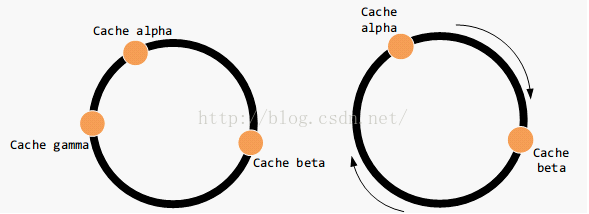 Cache alpha
Cache gamma
Cache beta
Cache
alpha
Cache
beta
http://blog.csdn.net/